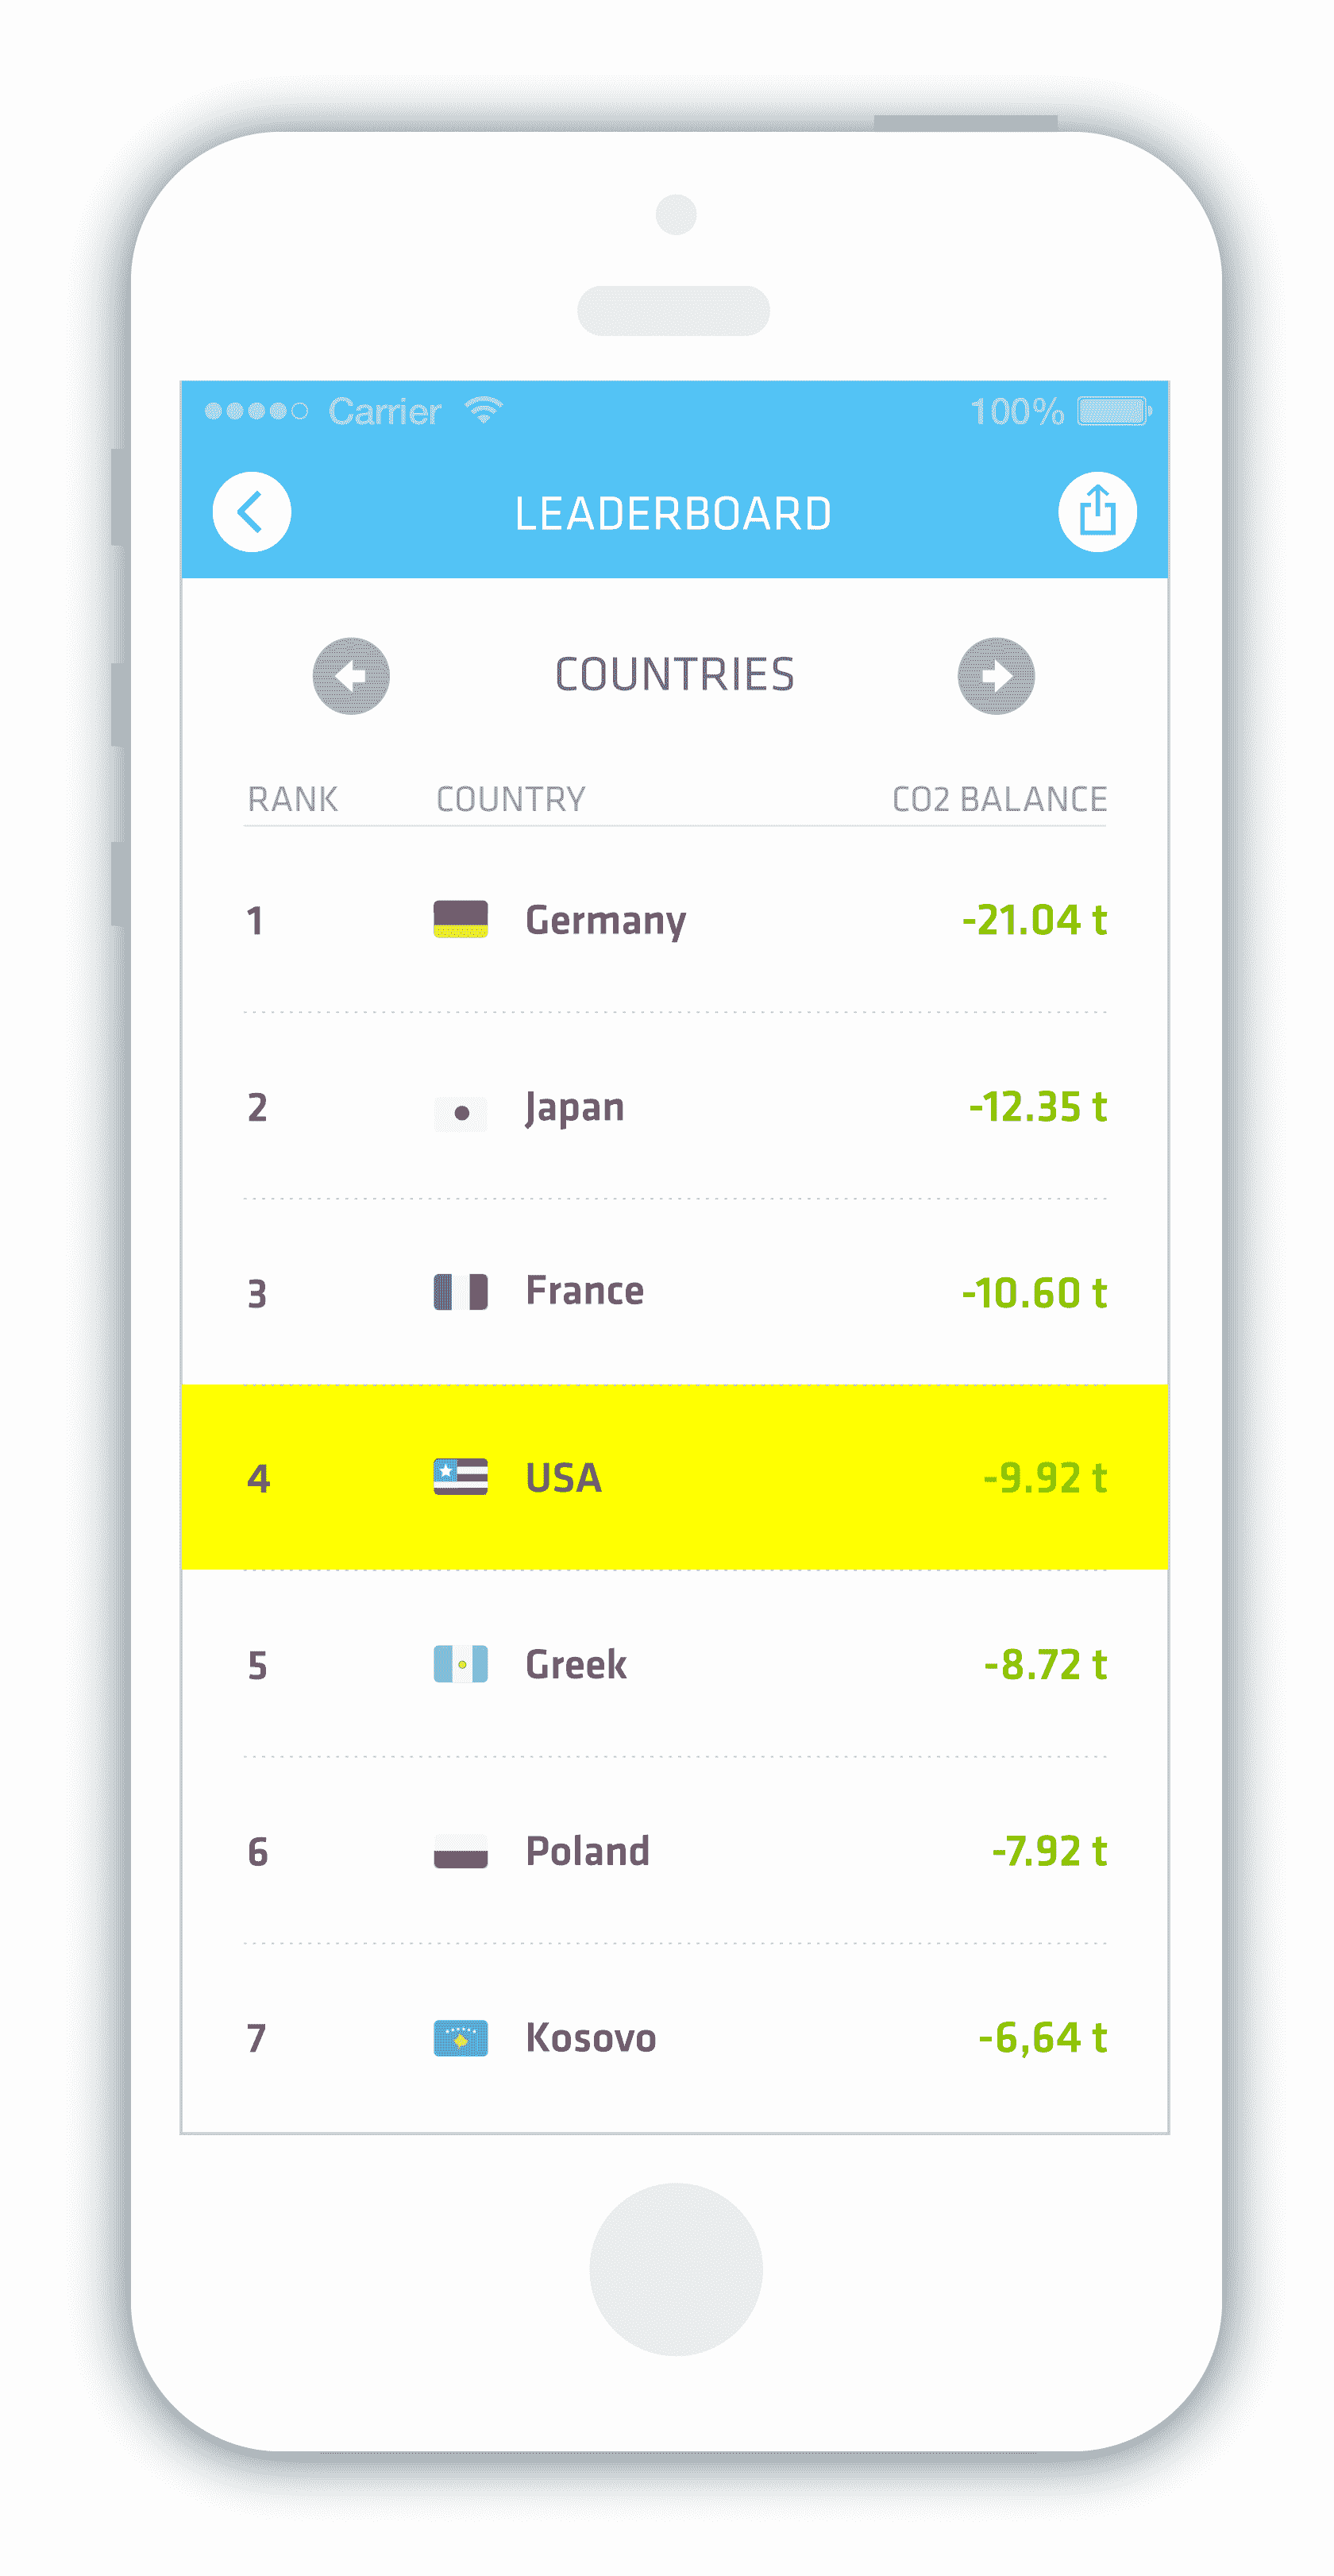 Carrier 100%
LEADERBOARD
COUNTRIES
RANK COUNTRY CO2 BALANCE
1 Germany -21.04 t
2 Japan -12.35 t
3 France -10.60 t
4 USA -9.92 t
5 Greek -8.72 t
6 Poland -7.92 t
7 Kosovo -6,64 t